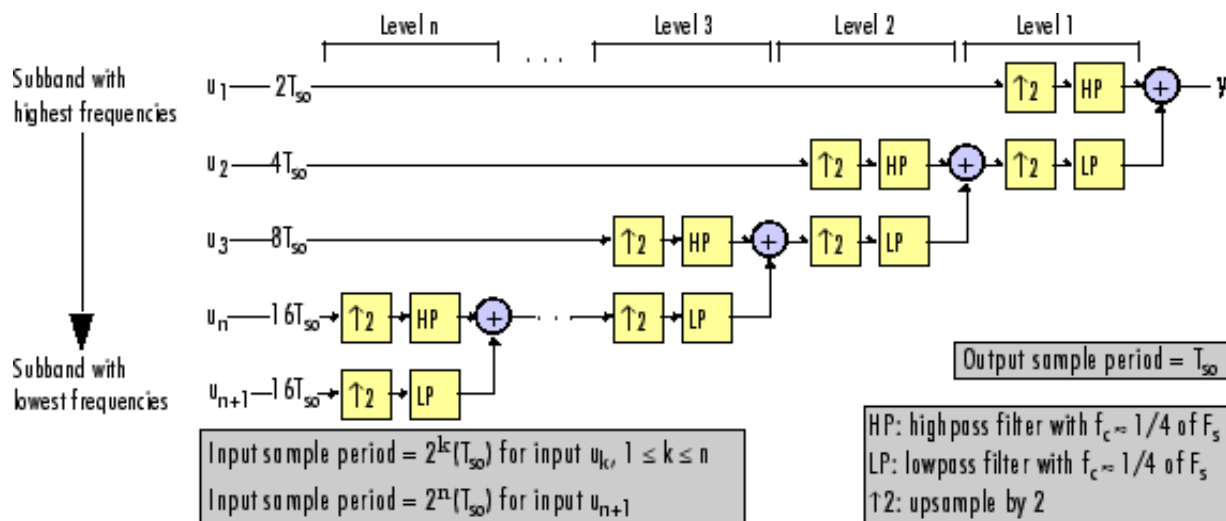 Level n . . . . Level 3 Level 2 Level 1
Subband with
highest frequencies
u1 2Tso ↑2 HP + y
u2 4Tso ↑2 HP + ↑2 LP
u3 8Tso ↑2 HP + ↑2 LP
un 16Tso ↑2 HP + . . . ↑2 LP
Subband with
lowest frequencies
un+1 16Tso ↑2 LP
Output sample period = Tso
Input sample period = 2^k(Tso) for input uk, 1 ≤ k ≤ n
Input sample period = 2^n(Tso) for input un+1
HP: highpass filter with fc ≈ 1/4 of Fs
LP: lowpass filter with fc ≈ 1/4 of Fs
↑2: upsample by 2